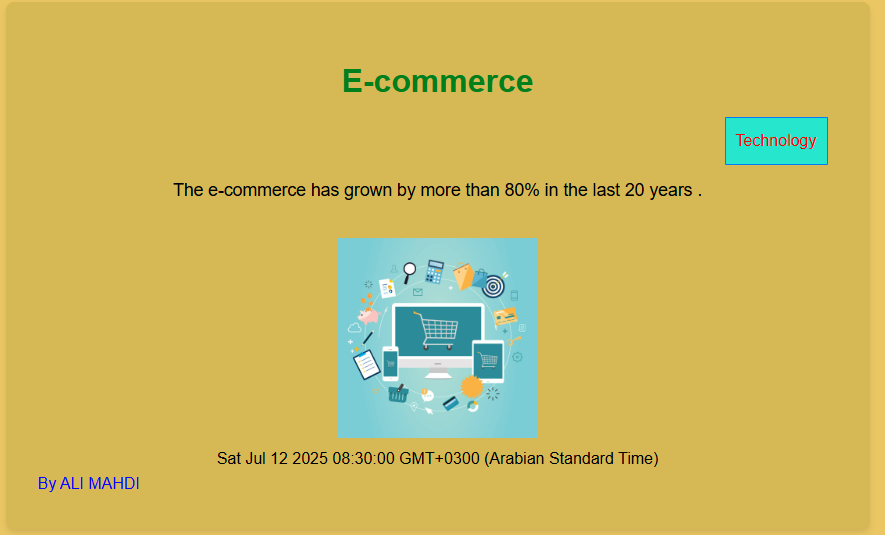 E-commerce
Technology
The e-commerce has grown by more than 80% in the last 20 years .
Sat Jul 12 2025 08:30:00 GMT+0300 (Arabian Standard Time)
By ALI MAHDI